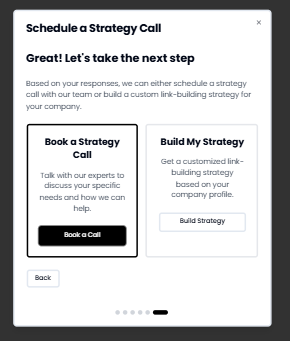 Schedule a Strategy Call
×
Great! Let's take the next step
Based on your responses, we can either schedule a strategy
call with our team or build a custom link-building strategy for
your company.
Book a Strategy
Call
Talk with our experts to
discuss your specific
needs and how we can
help.
Book a Call
Build My Strategy
Get a customized link-
building strategy
based on your
company profile.
Build Strategy
Back